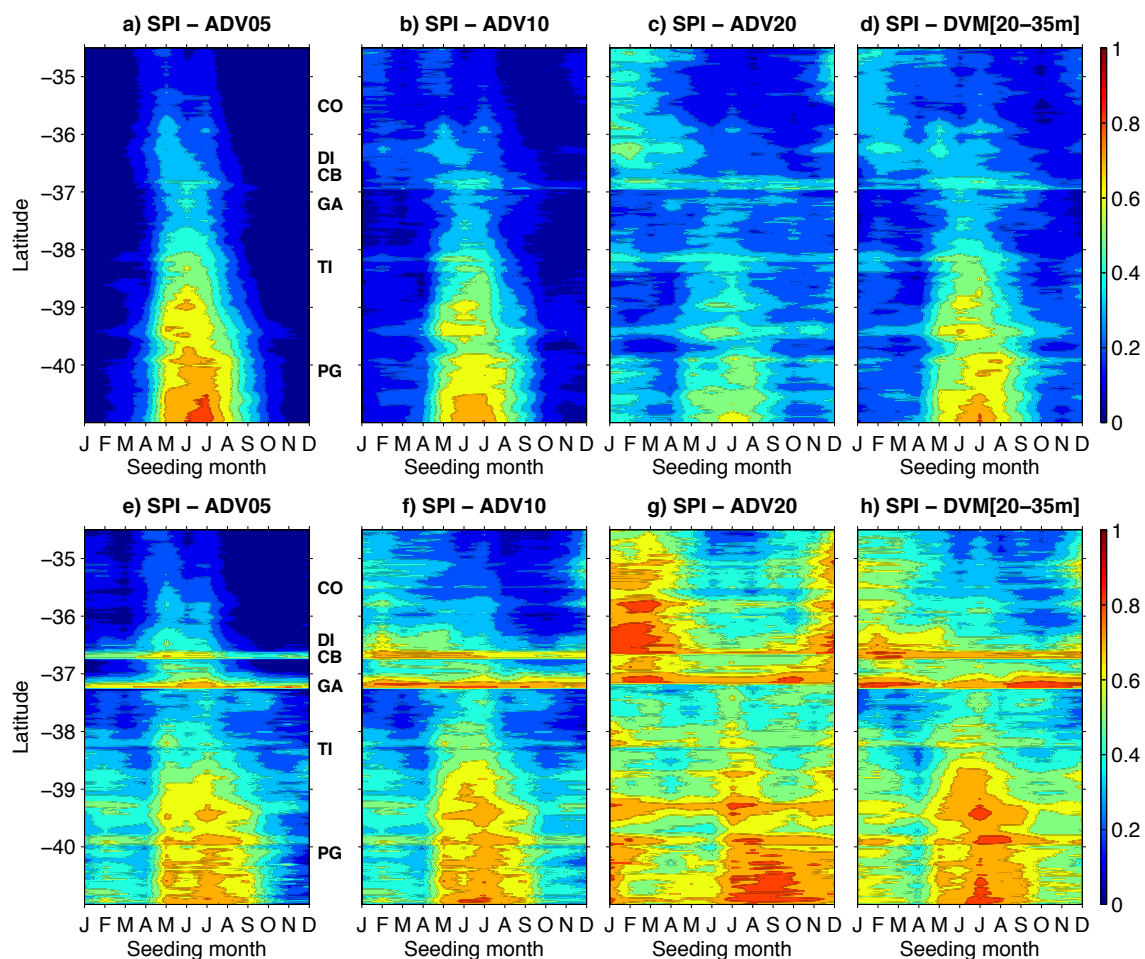 a) SPI − ADV05
b) SPI − ADV10
c) SPI − ADV20
d) SPI − DVM[20−35m]
Latitude
−35
−36
−37
−38
−39
−40
CO
DI
CB
GA
TI
PG
1
0.8
0.6
0.4
0.2
0
J F M A M J J A S O N D
J F M A M J J A S O N D
J F M A M J J A S O N D
J F M A M J J A S O N D
Seeding month
Seeding month
Seeding month
Seeding month
e) SPI − ADV05
f) SPI − ADV10
g) SPI − ADV20
h) SPI − DVM[20−35m]
Latitude
−35
−36
−37
−38
−39
−40
CO
DI
CB
GA
TI
PG
1
0.8
0.6
0.4
0.2
0
J F M A M J J A S O N D
J F M A M J J A S O N D
J F M A M J J A S O N D
J F M A M J J A S O N D
Seeding month
Seeding month
Seeding month
Seeding month